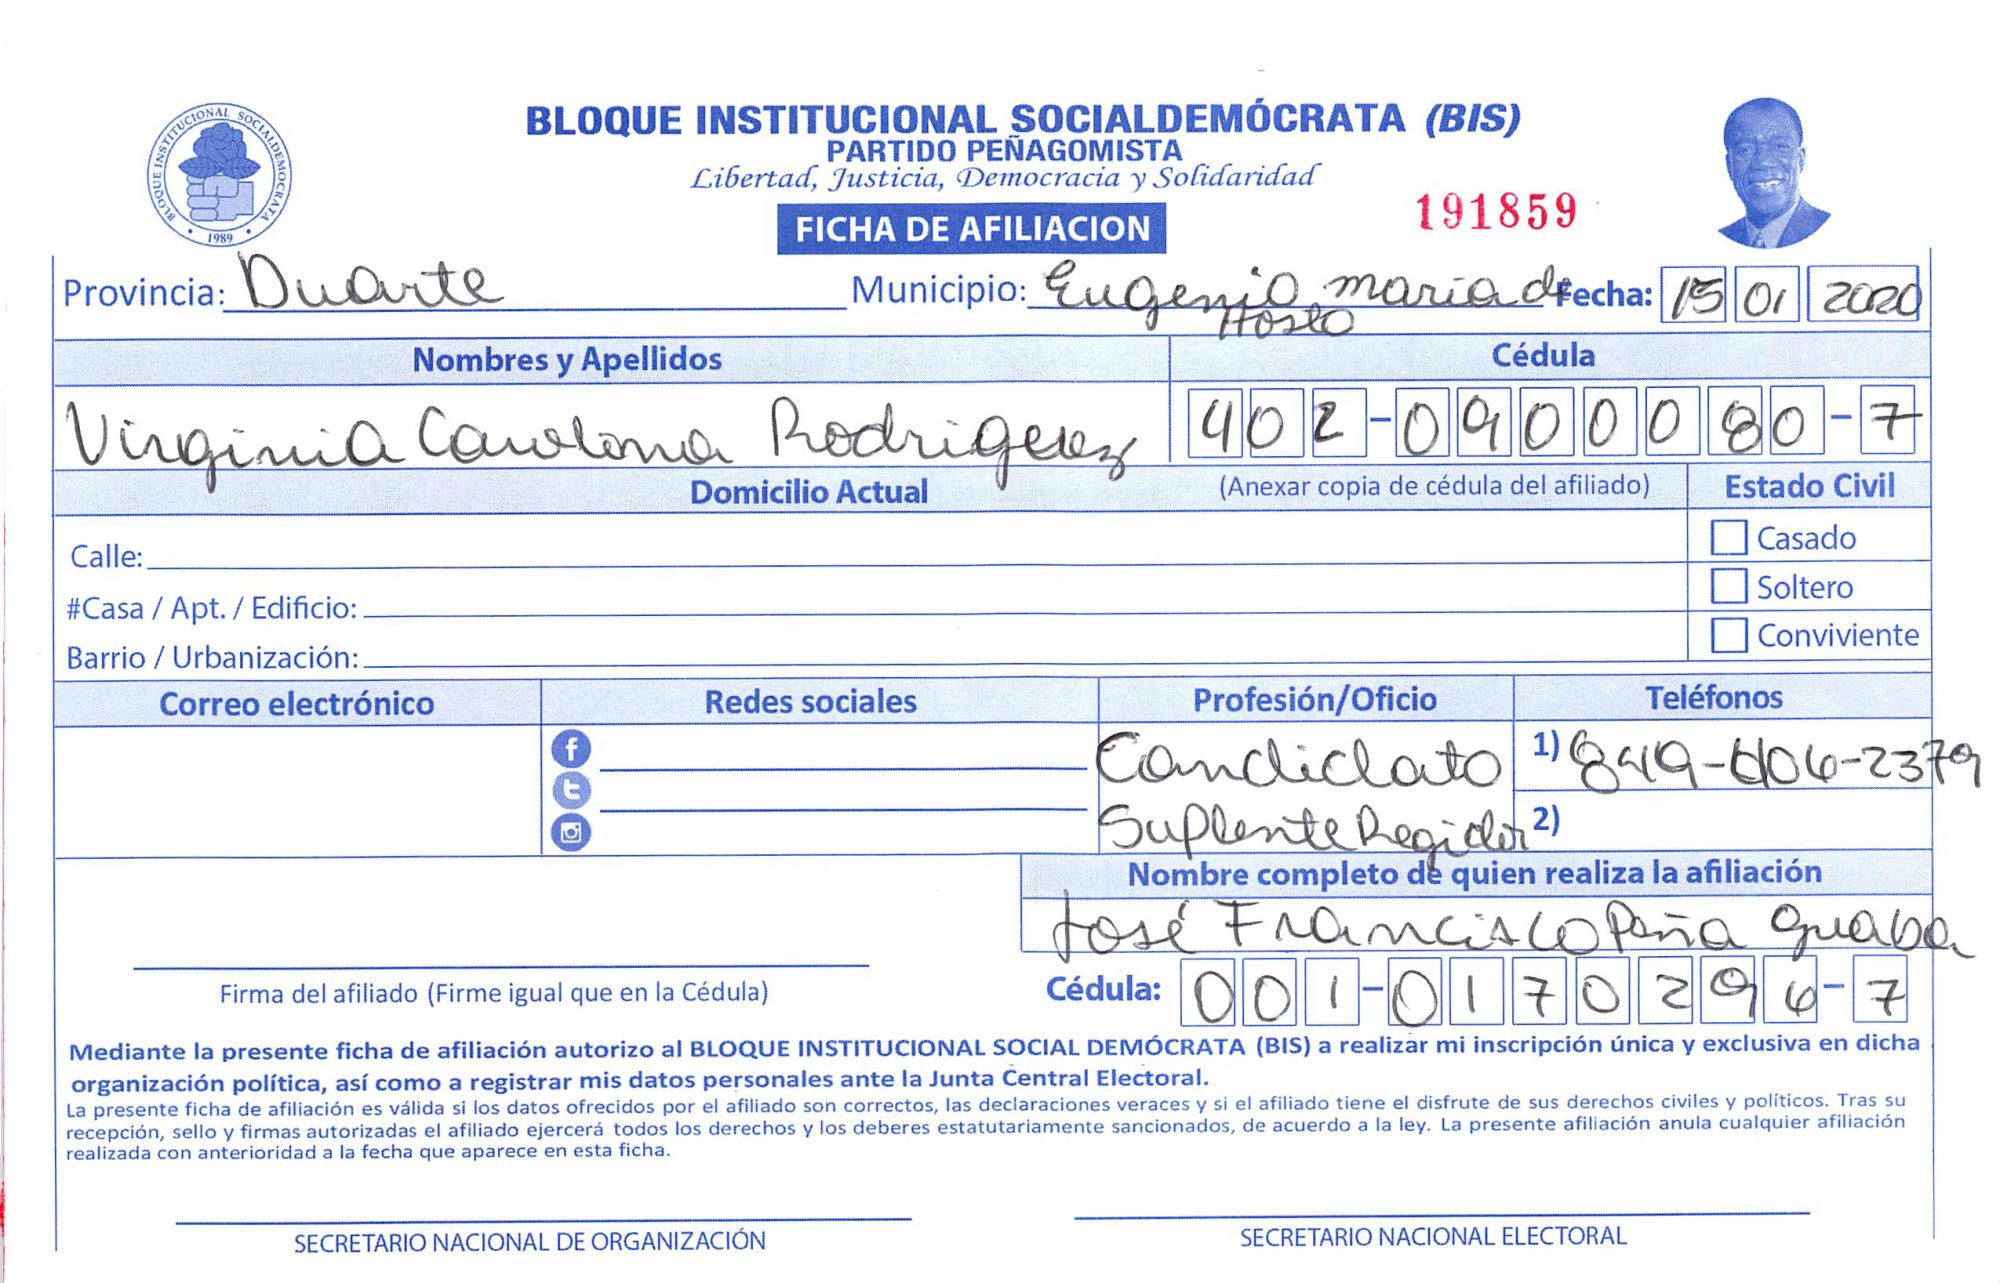 BLOQUE INSTITUCIONAL SOCIALDEMOCRATA
1989
BLOQUE INSTITUCIONAL SOCIALDEMÓCRATA (BIS)
PARTIDO PEÑAGOMISTA
Libertad, Justicia, Democracia y Solidaridad
FICHA DE AFILIACION
191859
Provincia: Duarte Municipio: Eugenio maria de Fecha: 15 01 2020
Hosto
Nombres y Apellidos Cédula
Virginia Carolina Rodriguez 402-0900080-7
Domicilio Actual (Anexar copia de cédula del afiliado) Estado Civil
Calle: Casado
#Casa / Apt. / Edificio: Soltero
Barrio / Urbanización: Conviviente
Correo electrónico Redes sociales Profesión/Oficio Teléfonos
Candidato 1) 849-606-2379
Suplente Regidor 2)
Nombre completo de quien realiza la afiliación
José Francisco Peña guaba
Firma del afiliado (Firme igual que en la Cédula) Cédula: 001-0170296-7
Mediante la presente ficha de afiliación autorizo al BLOQUE INSTITUCIONAL SOCIAL DEMÓCRATA (BIS) a realizar mi inscripción única y exclusiva en dicha
organización política, así como a registrar mis datos personales ante la Junta Central Electoral.
La presente ficha de afiliación es válida si los datos ofrecidos por el afiliado son correctos, las declaraciones veraces y si el afiliado tiene el disfrute de sus derechos civiles y políticos. Tras su
recepción, sello y firmas autorizadas el afiliado ejercerá todos los derechos y los deberes estatutariamente sancionados, de acuerdo a la ley. La presente afiliación anula cualquier afiliación
realizada con anterioridad a la fecha que aparece en esta ficha.
SECRETARIO NACIONAL DE ORGANIZACIÓN SECRETARIO NACIONAL ELECTORAL